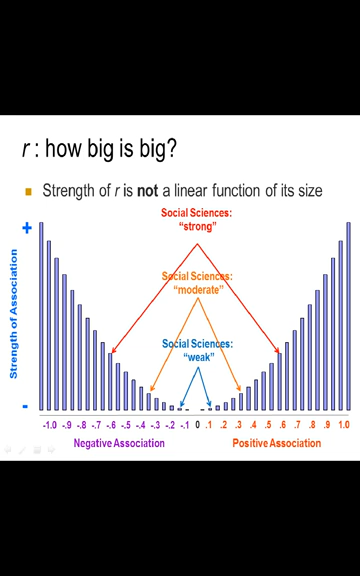 r : how big is big?
Strength of r is not a linear function of its size
Social Sciences:
"strong"
Social Sciences:
"moderate"
Social Sciences:
"weak"
+
Strength of Association
-
-1.0 -.9 -.8 -.7 -.6 -.5 -.4 -.3 -.2 -.1 0 .1 .2 .3 .4 .5 .6 .7 .8 .9 1.0
Negative Association
Positive Association